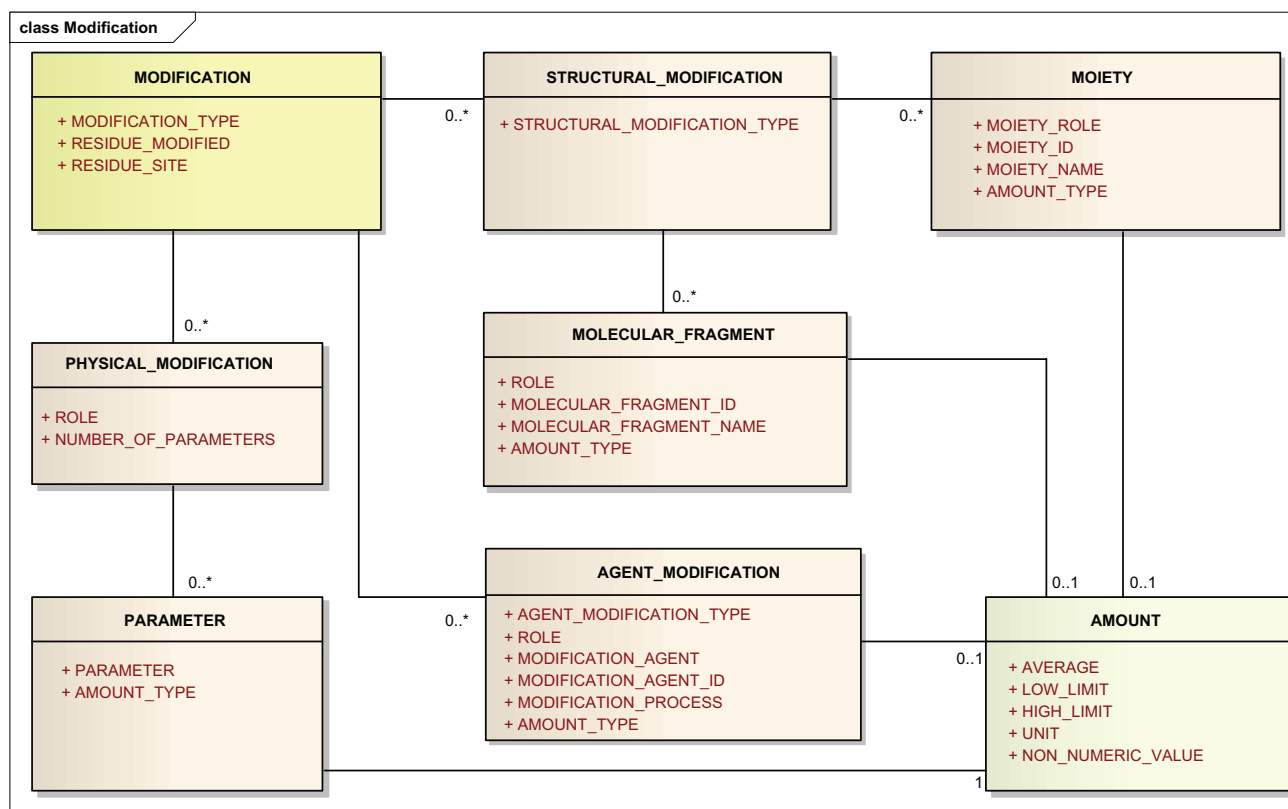 class Modification
MODIFICATION
+ MODIFICATION_TYPE
+ RESIDUE_MODIFIED
+ RESIDUE_SITE
0..*
STRUCTURAL_MODIFICATION
+ STRUCTURAL_MODIFICATION_TYPE
0..*
MOIETY
+ MOIETY_ROLE
+ MOIETY_ID
+ MOIETY_NAME
+ AMOUNT_TYPE
0..*
0..*
PHYSICAL_MODIFICATION
+ ROLE
+ NUMBER_OF_PARAMETERS
MOLECULAR_FRAGMENT
+ ROLE
+ MOLECULAR_FRAGMENT_ID
+ MOLECULAR_FRAGMENT_NAME
+ AMOUNT_TYPE
0..*
0..1
0..1
PARAMETER
+ PARAMETER
+ AMOUNT_TYPE
0..*
AGENT_MODIFICATION
+ AGENT_MODIFICATION_TYPE
+ ROLE
+ MODIFICATION_AGENT
+ MODIFICATION_AGENT_ID
+ MODIFICATION_PROCESS
+ AMOUNT_TYPE
0..1
AMOUNT
+ AVERAGE
+ LOW_LIMIT
+ HIGH_LIMIT
+ UNIT
+ NON_NUMERIC_VALUE
1